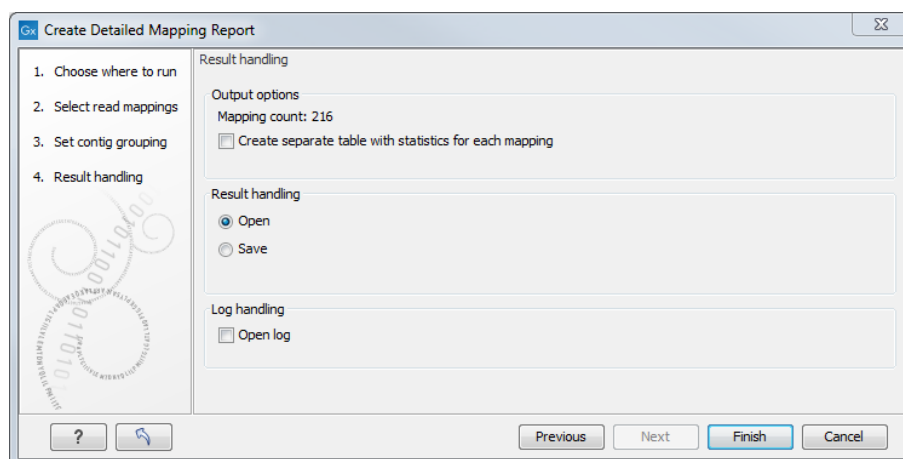 Gx Create Detailed Mapping Report
1. Choose where to run
2. Select read mappings
3. Set contig grouping
4. Result handling
Result handling
Output options
Mapping count: 216
Create separate table with statistics for each mapping
Result handling
Open
Save
Log handling
Open log
? Previous Next Finish Cancel